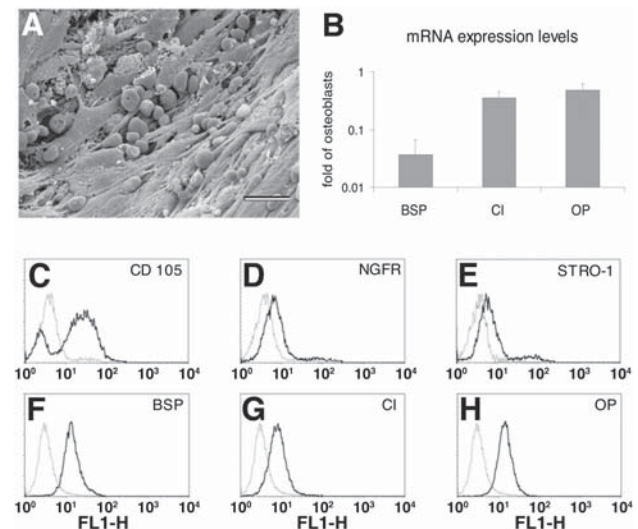 A
B
mRNA expression levels
fold of osteoblasts
1
0.1
0.01
BSP CI OP
C
CD 105
10⁰ 10¹ 10² 10³ 10⁴
D
NGFR
10⁰ 10¹ 10² 10³ 10⁴
E
STRO-1
10⁰ 10¹ 10² 10³ 10⁴
F
BSP
10⁰ 10¹ 10² 10³ 10⁴
FL1-H
G
CI
10⁰ 10¹ 10² 10³ 10⁴
FL1-H
H
OP
10⁰ 10¹ 10² 10³ 10⁴
FL1-H